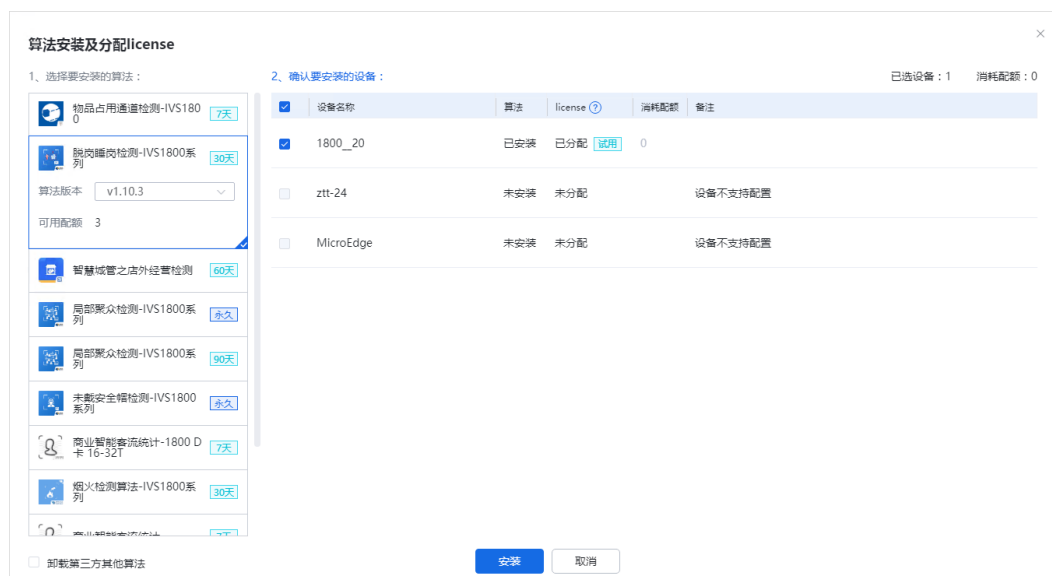 算法安装及分配license
1、选择要安装的算法：
2、确认要安装的设备：
已选设备：1
消耗配额：0
物品占用通道检测-IVS180
0
7天
脱岗睡岗检测-IVS1800系
列
30天
算法版本
v1.10.3
可用配额 3
智慧城管之店外经营检测
60天
局部聚众检测-IVS1800系
列
永久
局部聚众检测-IVS1800系
列
90天
未戴安全帽检测-IVS1800
系列
永久
商业智能客流统计-1800 D
卡 16-32T
7天
烟火检测算法-IVS1800系
列
30天
商业智能客流统计
7天
设备名称 算法 license ? 消耗配额 备注
1800__20 已安装 已分配 试用 0
ztt-24 未安装 未分配 设备不支持配置
MicroEdge 未安装 未分配 设备不支持配置
卸载第三方其他算法
安装
取消